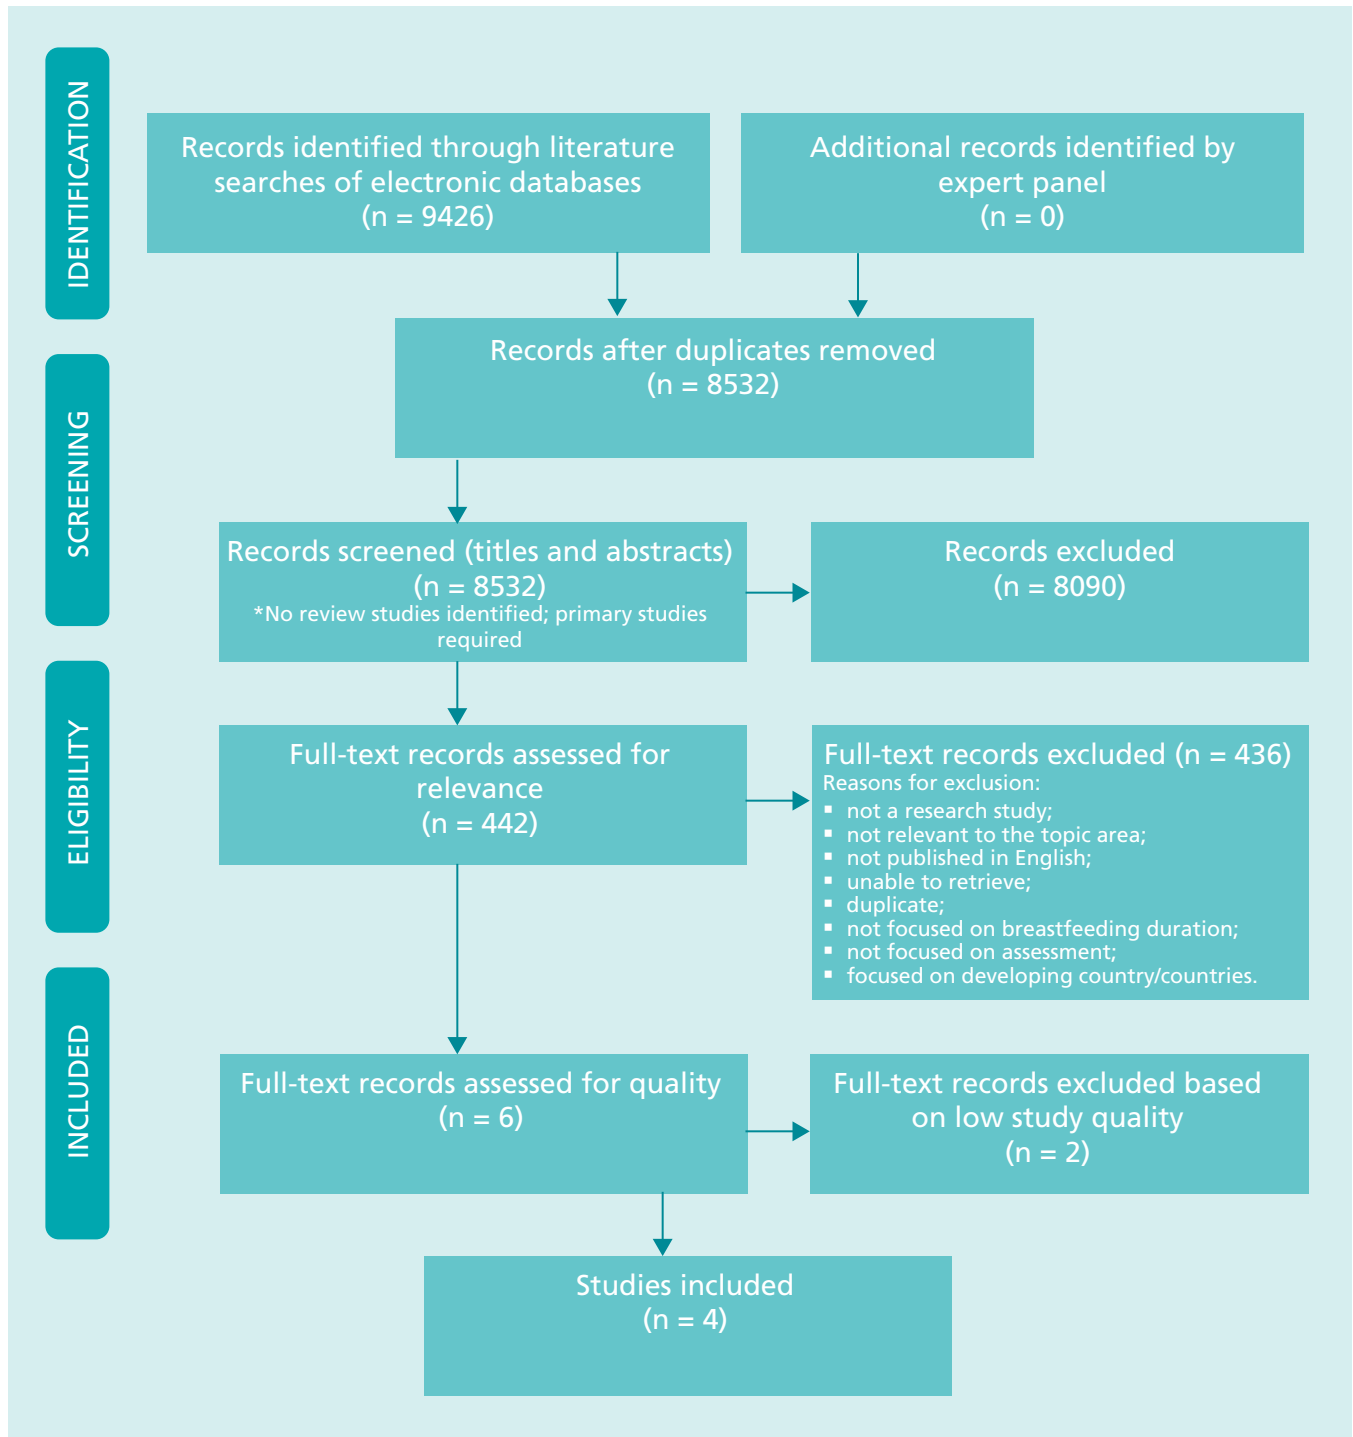 IDENTIFICATION
Records identified through literature
searches of electronic databases
(n = 9426)
Additional records identified by
expert panel
(n = 0)
Records after duplicates removed
(n = 8532)
SCREENING
Records screened (titles and abstracts)
(n = 8532)
*No review studies identified; primary studies
required
Records excluded
(n = 8090)
ELIGIBILITY
Full-text records assessed for
relevance
(n = 442)
Full-text records excluded (n = 436)
Reasons for exclusion:
▪ not a research study;
▪ not relevant to the topic area;
▪ not published in English;
▪ unable to retrieve;
▪ duplicate;
▪ not focused on breastfeeding duration;
▪ not focused on assessment;
▪ focused on developing country/countries.
INCLUDED
Full-text records assessed for quality
(n = 6)
Full-text records excluded based
on low study quality
(n = 2)
Studies included
(n = 4)